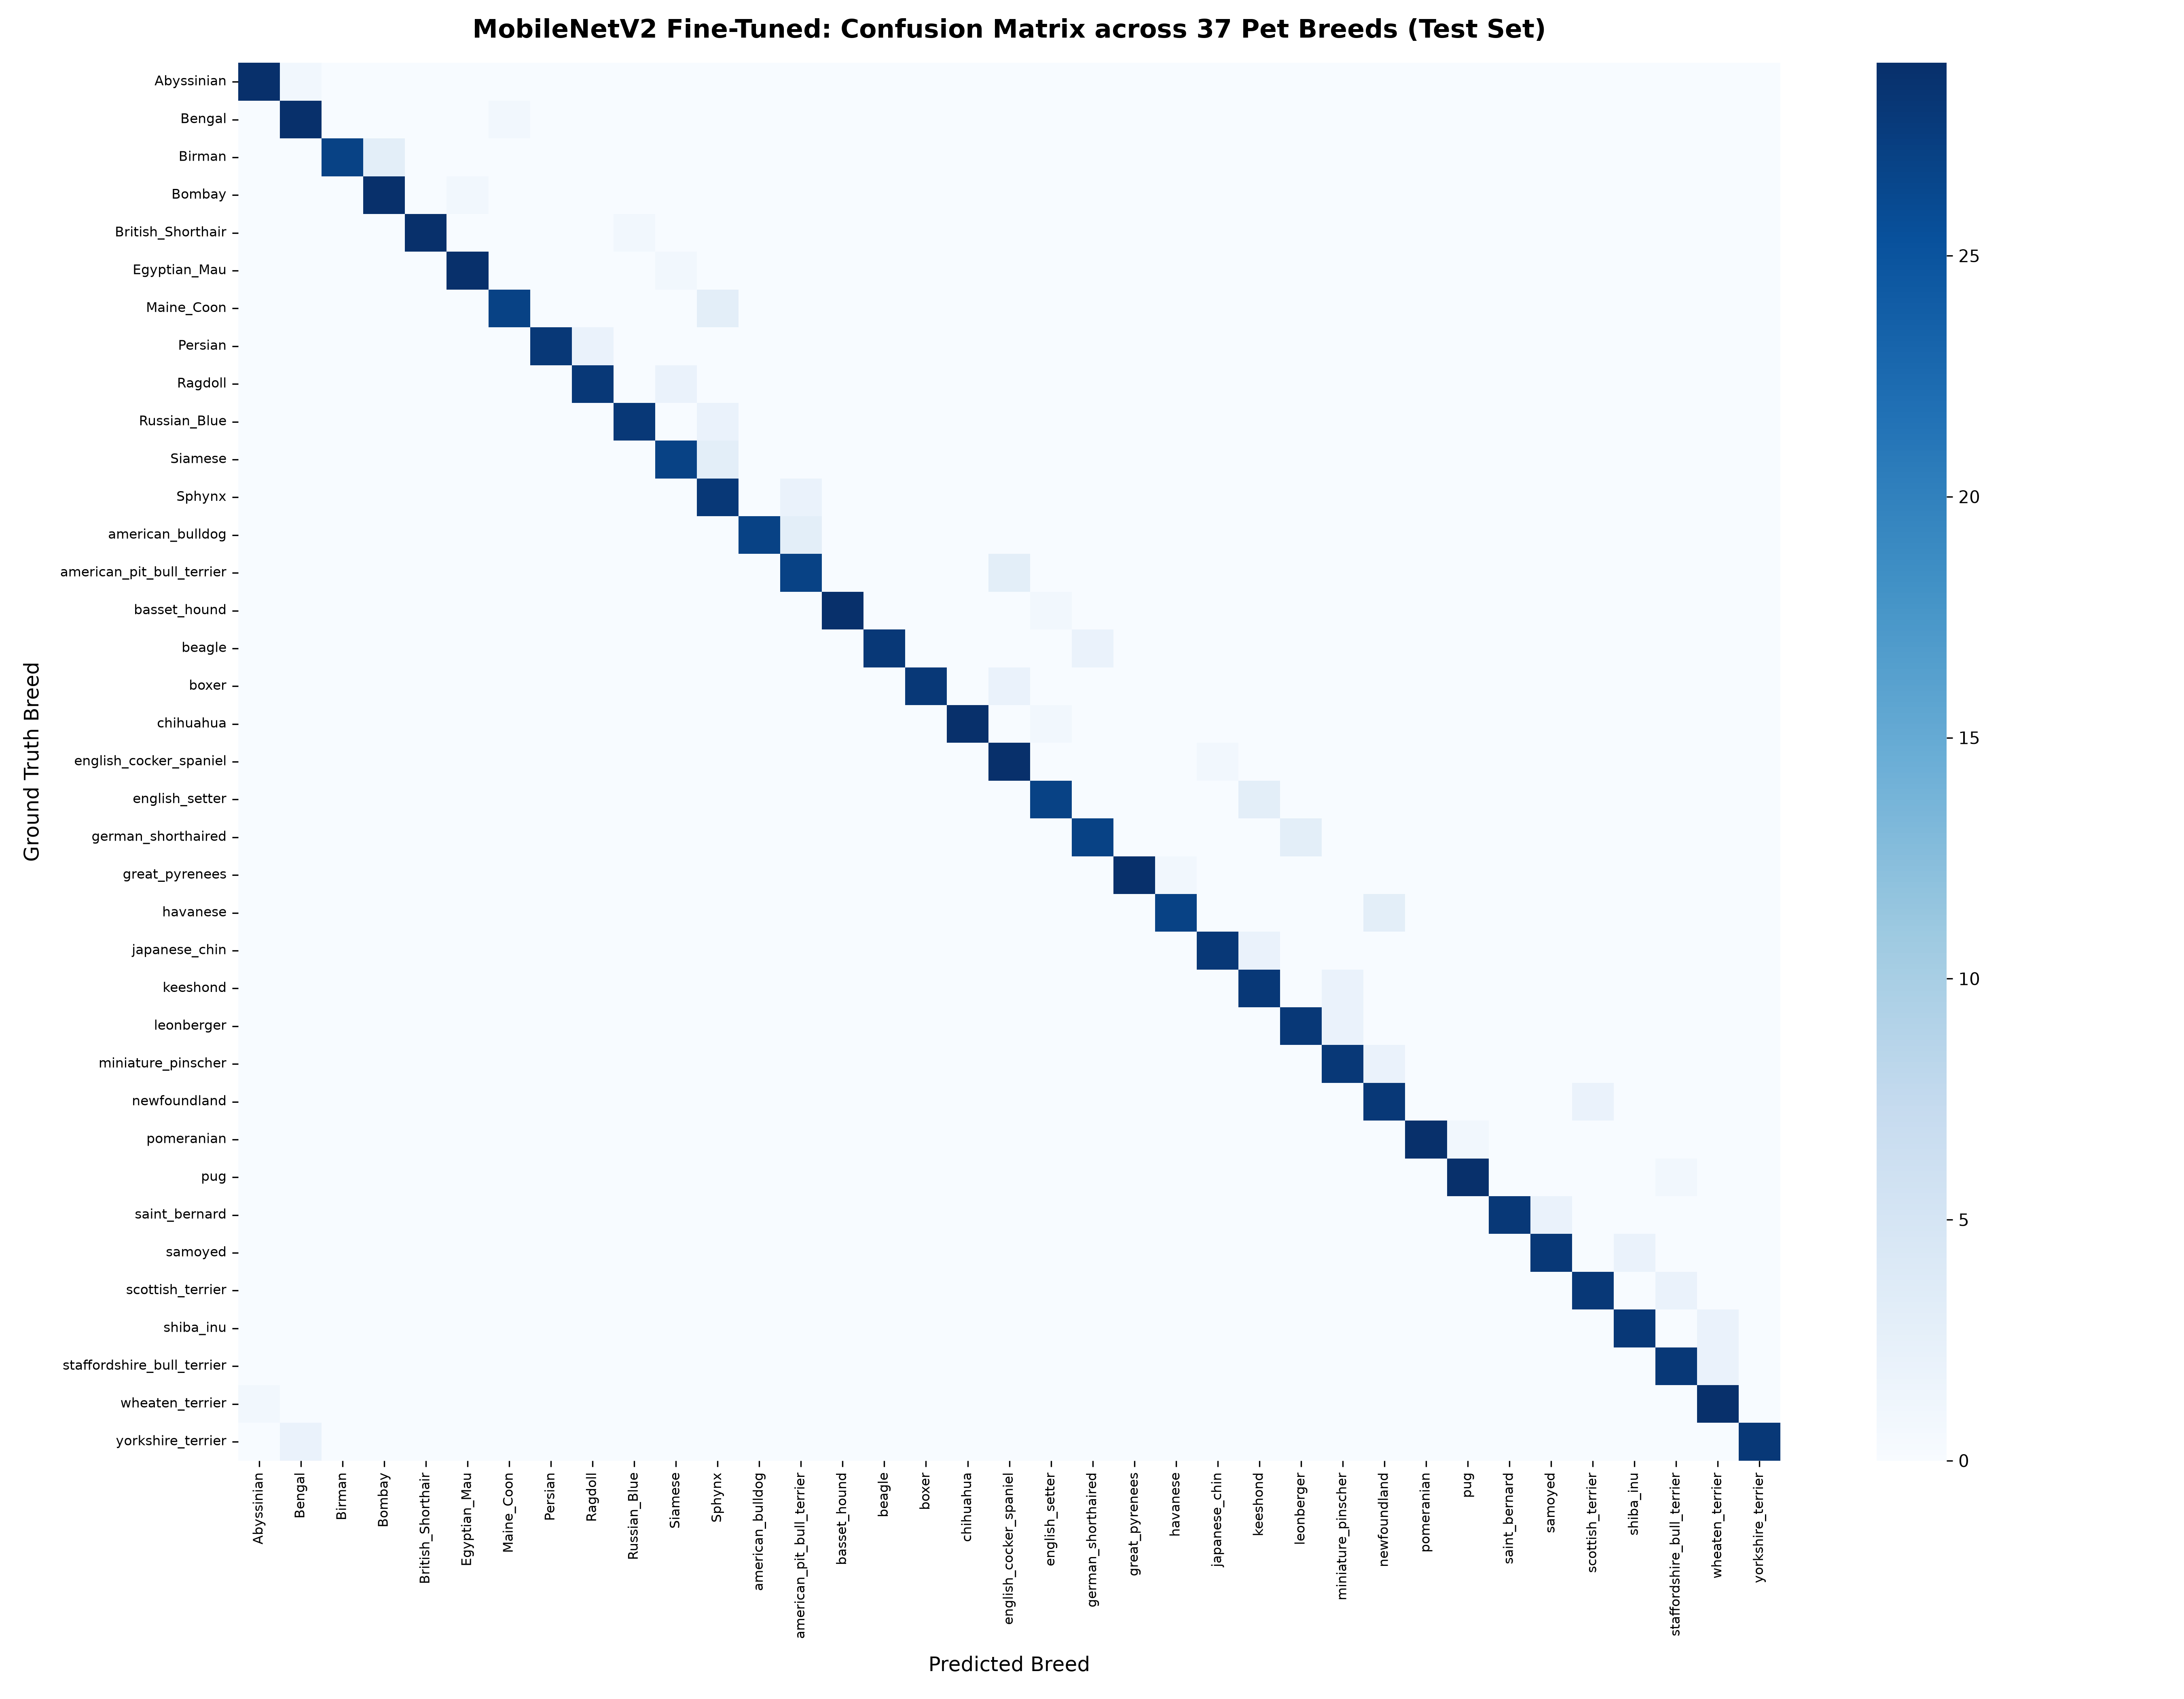 MobileNetV2 Fine-Tuned: Confusion Matrix across 37 Pet Breeds (Test Set)
Ground Truth Breed
Abyssinian
Bengal
Birman
Bombay
British_Shorthair
Egyptian_Mau
Maine_Coon
Persian
Ragdoll
Russian_Blue
Siamese
Sphynx
american_bulldog
american_pit_bull_terrier
basset_hound
beagle
boxer
chihuahua
english_cocker_spaniel
english_setter
german_shorthaired
great_pyrenees
havanese
japanese_chin
keeshond
leonberger
miniature_pinscher
newfoundland
pomeranian
pug
saint_bernard
samoyed
scottish_terrier
shiba_inu
staffordshire_bull_terrier
wheaten_terrier
yorkshire_terrier
Abyssinian
Bengal
Birman
Bombay
British_Shorthair
Egyptian_Mau
Maine_Coon
Persian
Ragdoll
Russian_Blue
Siamese
Sphynx
american_bulldog
american_pit_bull_terrier
basset_hound
beagle
boxer
chihuahua
english_cocker_spaniel
english_setter
german_shorthaired
great_pyrenees
havanese
japanese_chin
keeshond
leonberger
miniature_pinscher
newfoundland
pomeranian
pug
saint_bernard
samoyed
scottish_terrier
shiba_inu
staffordshire_bull_terrier
wheaten_terrier
yorkshire_terrier
Predicted Breed
25
20
15
10
5
0